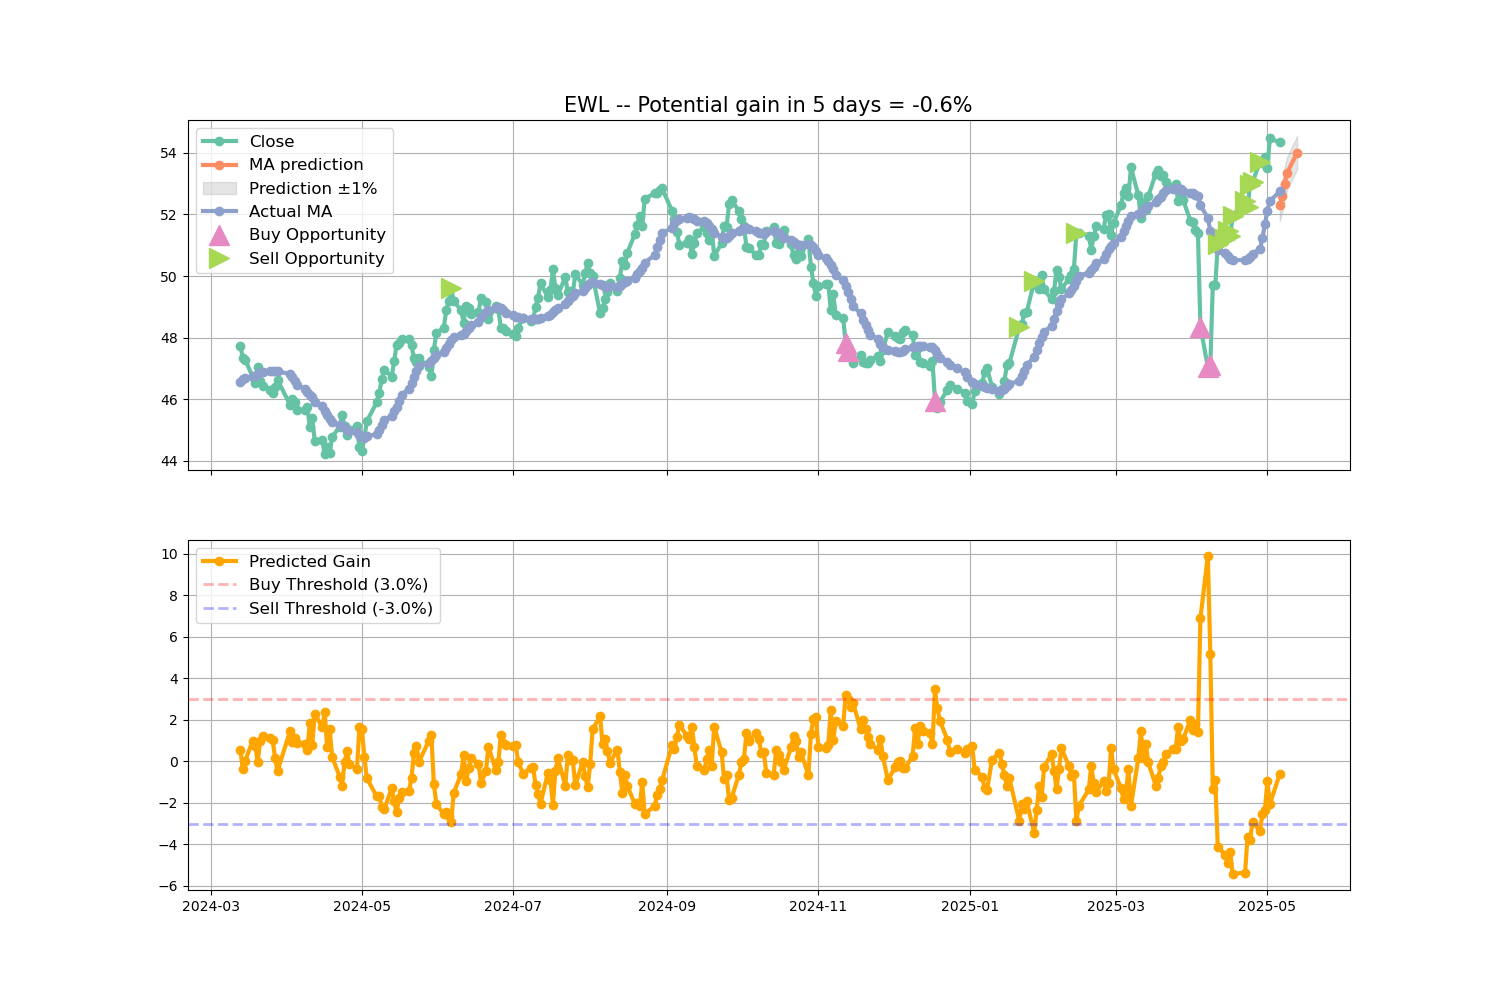 EWL -- Potential gain in 5 days = -0.6%
54
52
50
48
46
44
Close
MA prediction
Prediction ±1%
Actual MA
Buy Opportunity
Sell Opportunity
10
8
6
4
2
0
−2
−4
−6
Predicted Gain
Buy Threshold (3.0%)
Sell Threshold (-3.0%)
2024-03 2024-05 2024-07 2024-09 2024-11 2025-01 2025-03 2025-05